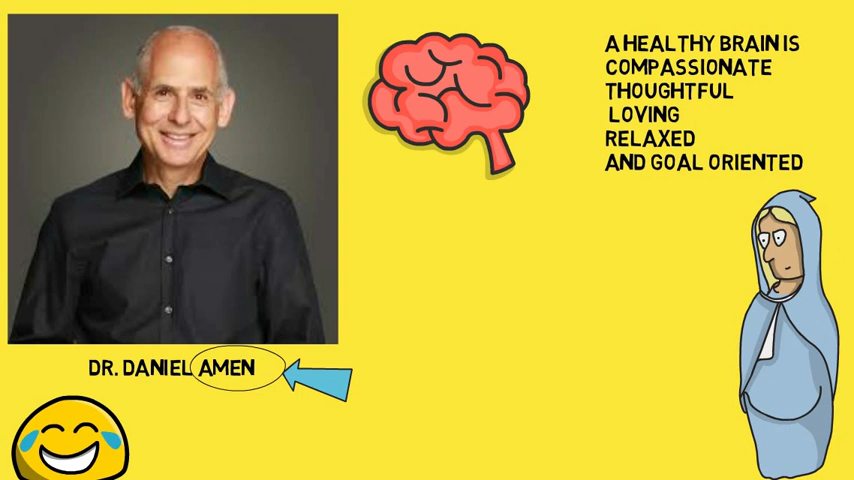 A HEALTHY BRAIN IS
COMPASSIONATE
THOUGHTFUL
LOVING
RELAXED
AND GOAL ORIENTED
DR. DANIEL AMEN